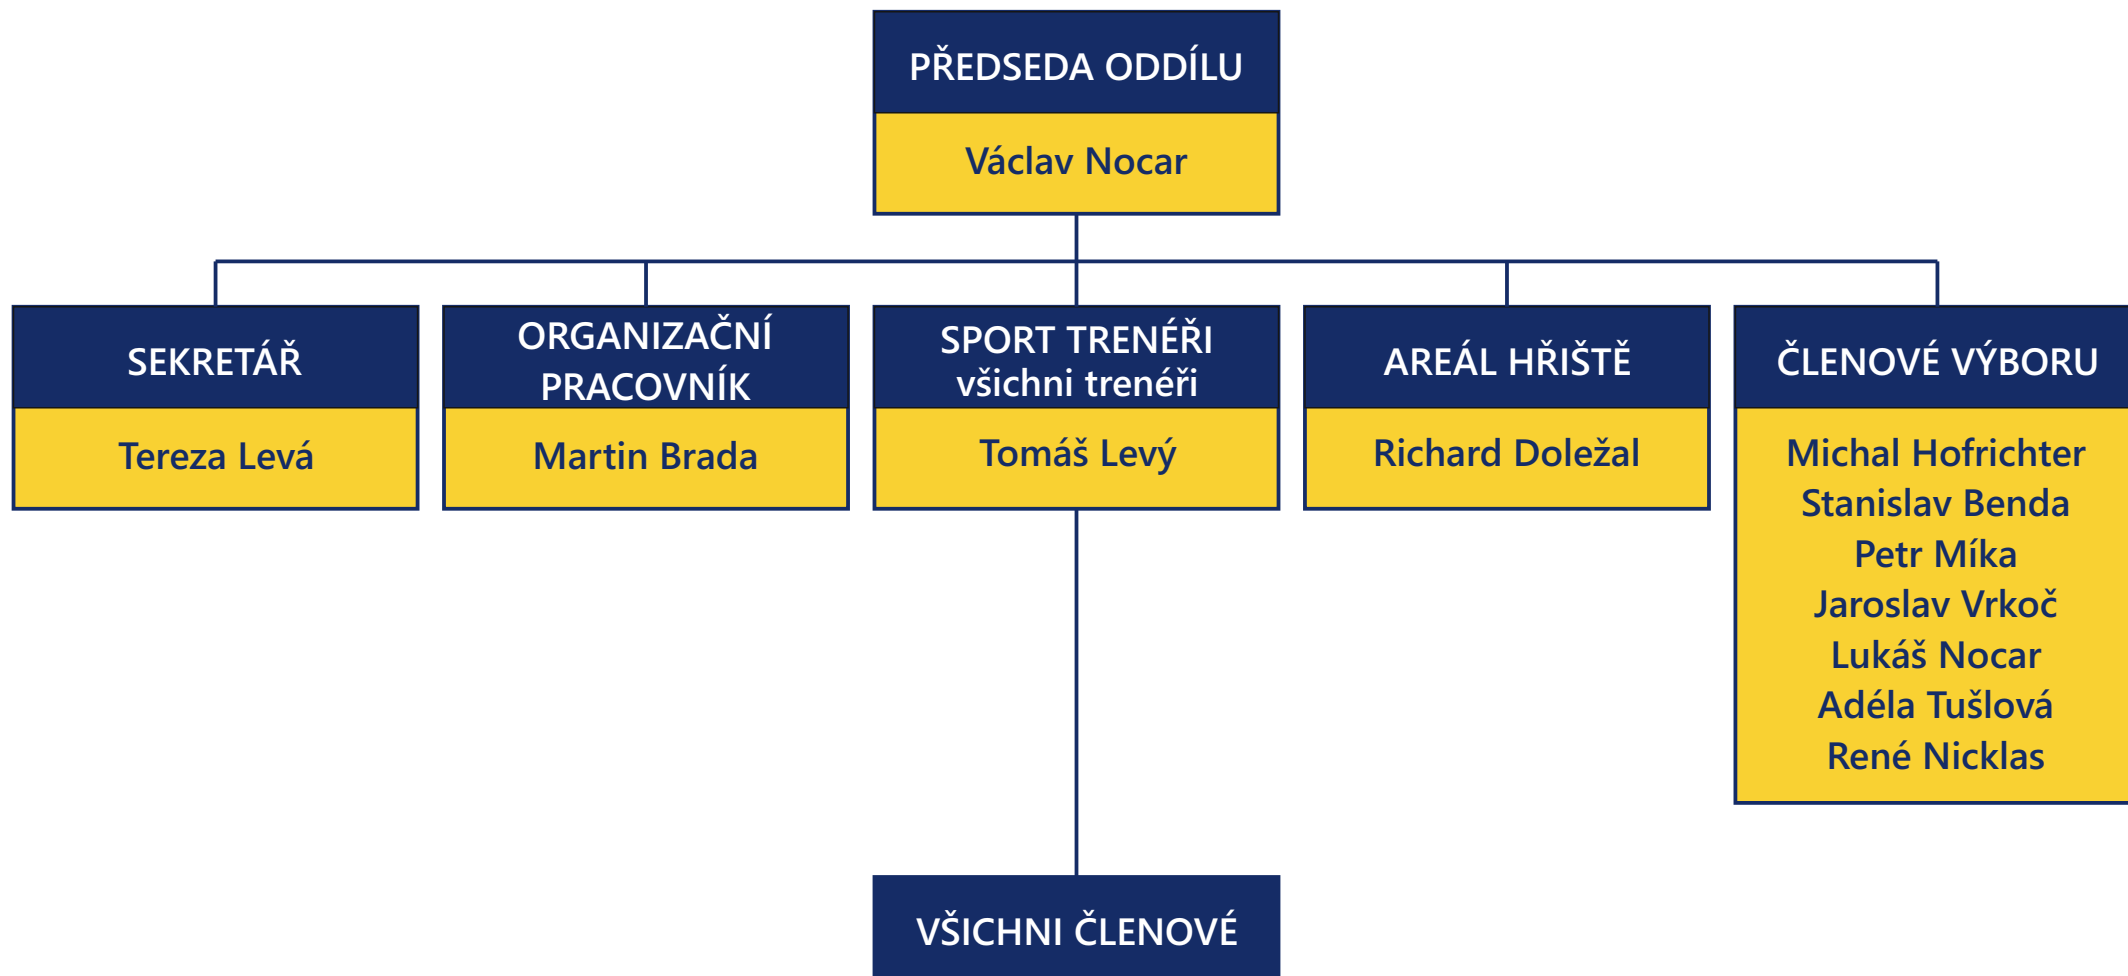 PŘEDSEDA ODDÍLU
Václav Nocar
SEKRETÁŘ
Tereza Levá
ORGANIZAČNÍ
PRACOVNÍK
Martin Brada
SPORT TRENÉŘI
všichni trenéři
Tomáš Levý
AREÁL HŘIŠTĚ
Richard Doležal
ČLENOVÉ VÝBORU
Michal Hofrichter
Stanislav Benda
Petr Míka
Jaroslav Vrkoč
Lukáš Nocar
Adéla Tušlová
René Nicklas
VŠICHNI ČLENOVÉ